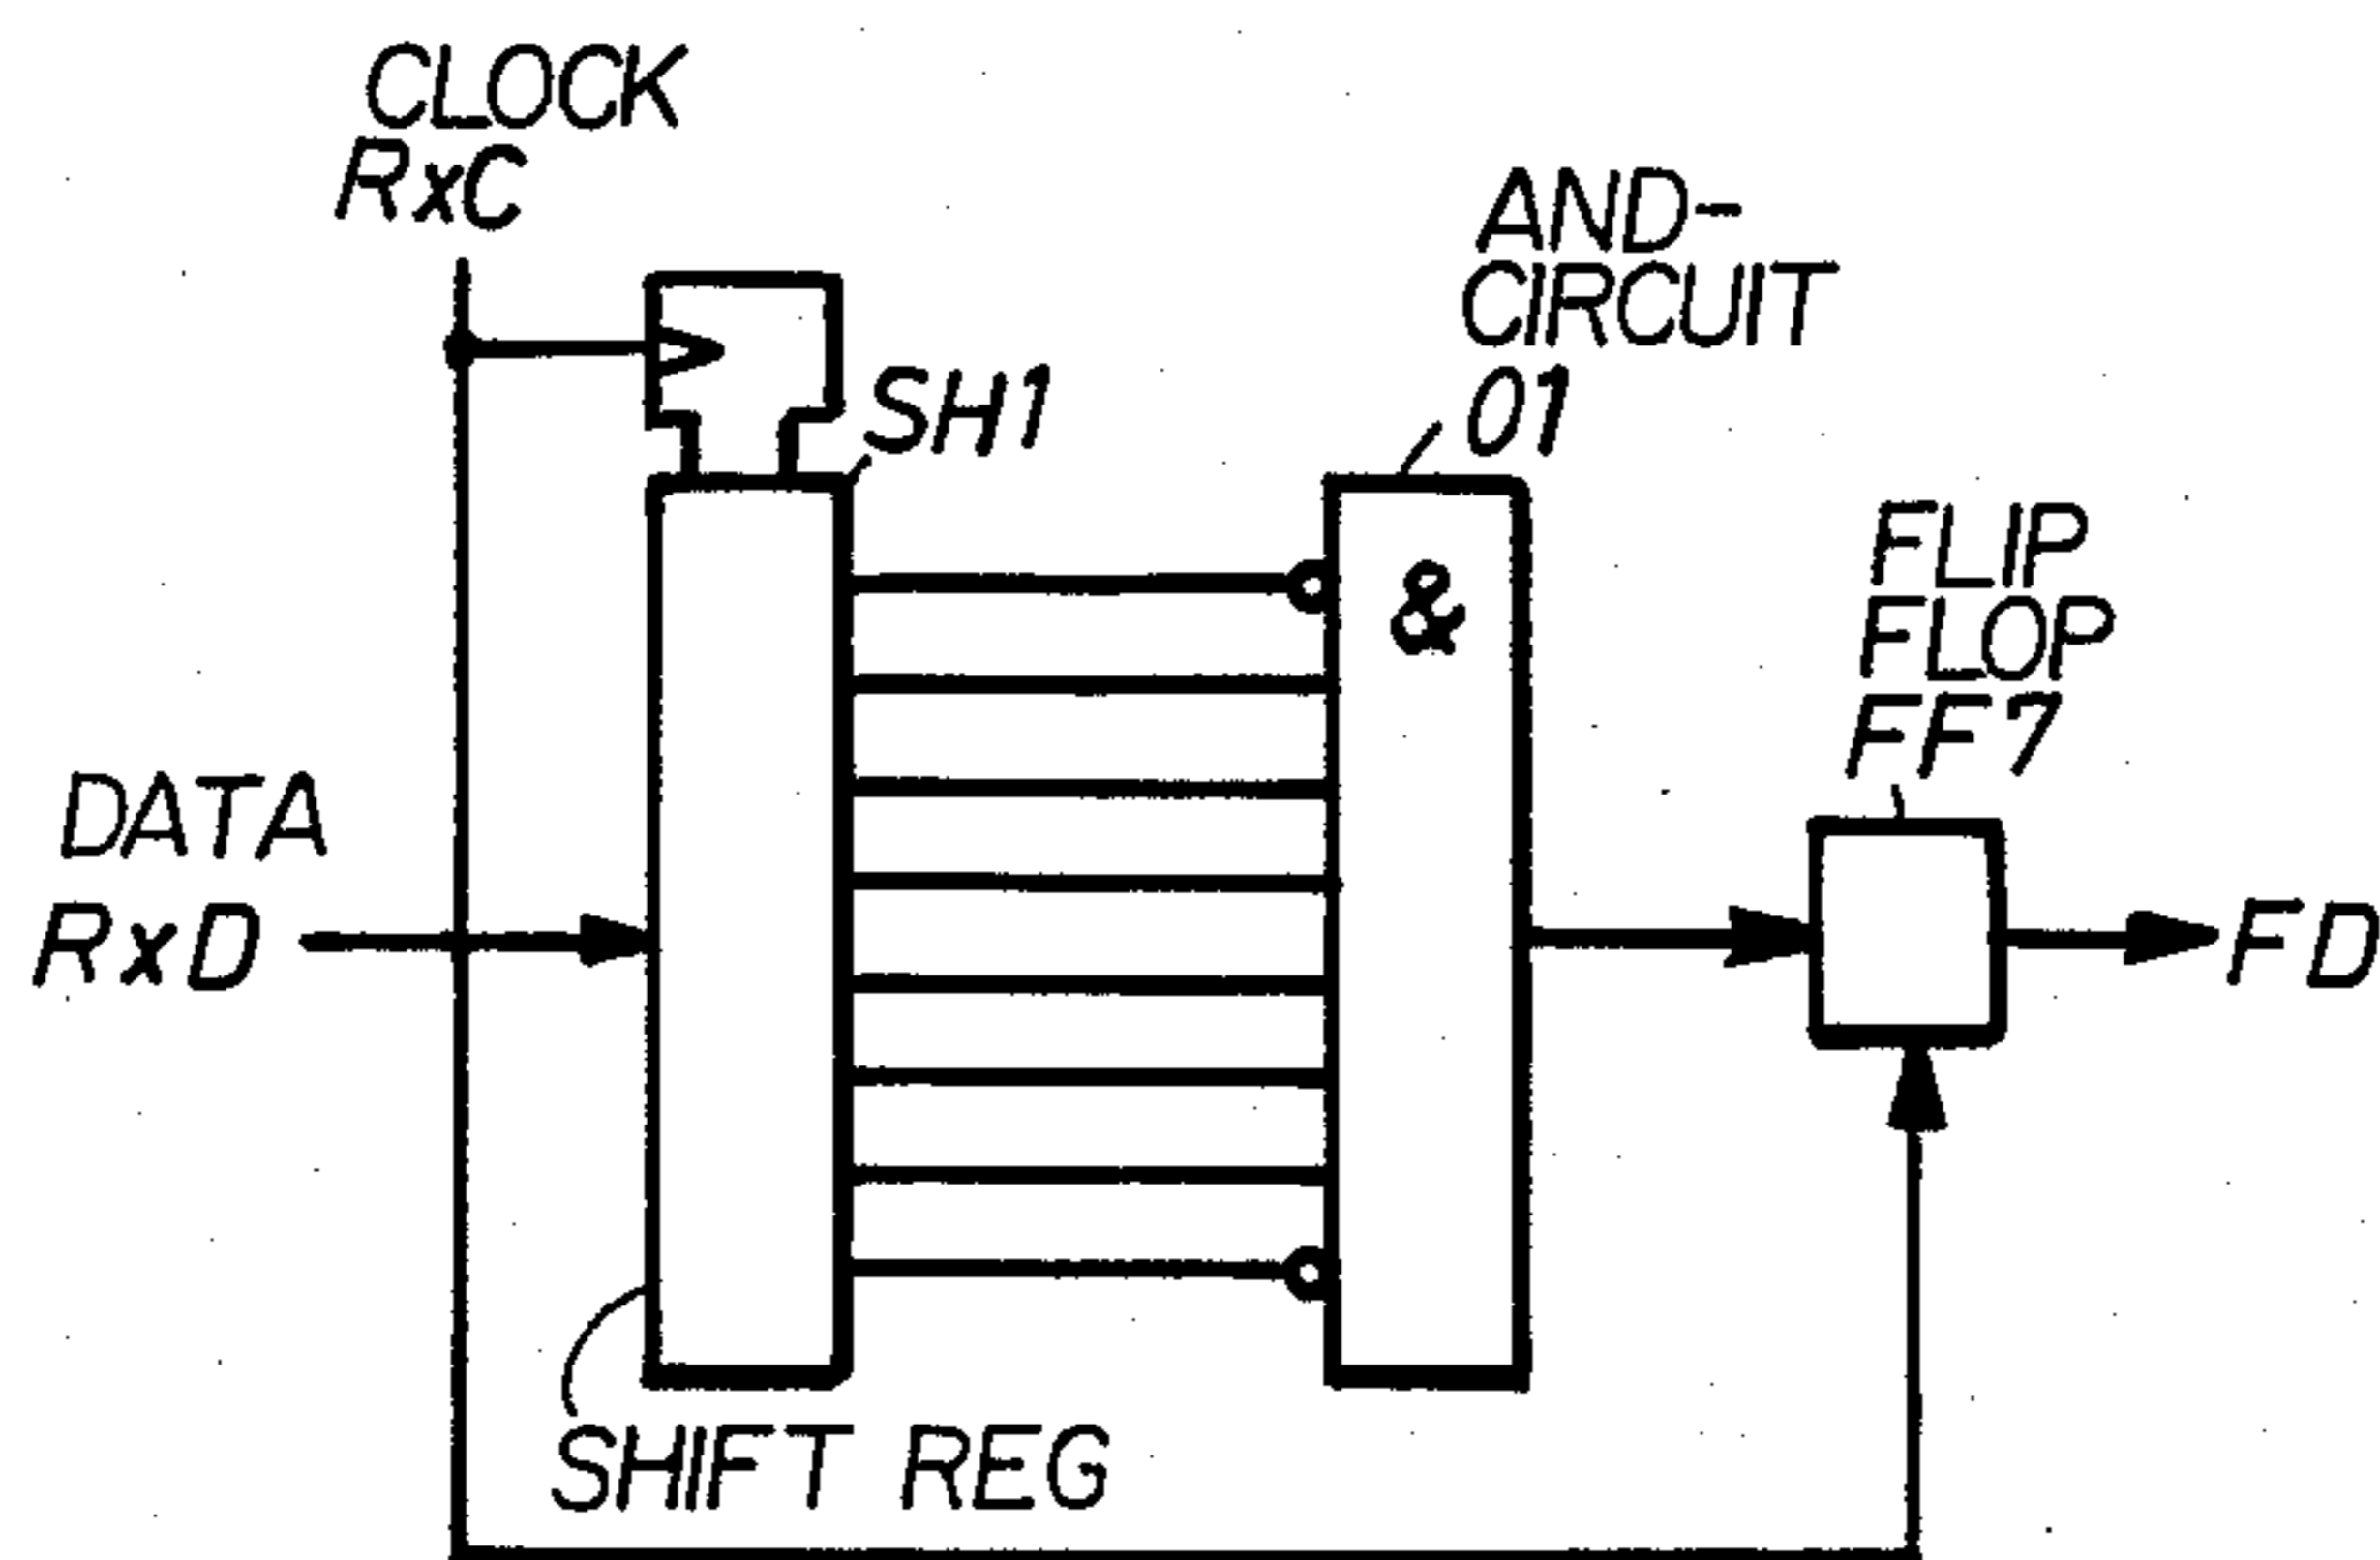 CLOCK
RxC
AND-
CIRCUIT
01
SH1
&
FLIP
FLOP
FF7
DATA
RxD
FD
SHIFT REG